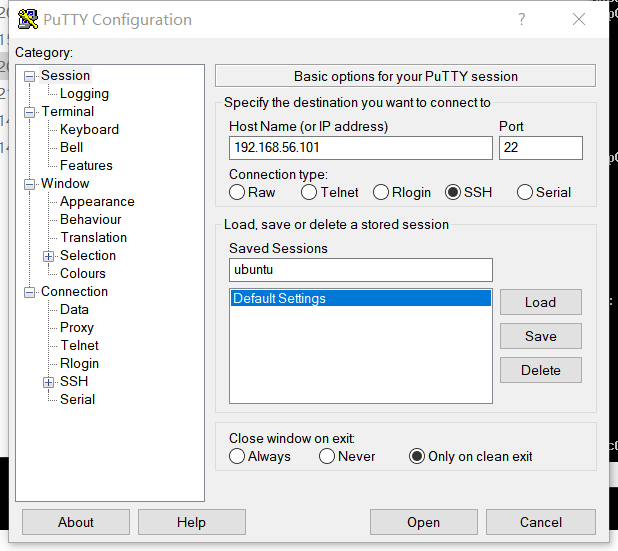 PuTTY Configuration
?
Category:
Session
Logging
Terminal
Keyboard
Bell
Features
Window
Appearance
Behaviour
Translation
Selection
Colours
Connection
Data
Proxy
Telnet
Rlogin
SSH
Serial
Basic options for your PuTTY session
Specify the destination you want to connect to
Host Name (or IP address) Port
192.168.56.101 22
Connection type:
Raw Telnet Rlogin SSH Serial
Load, save or delete a stored session
Saved Sessions
ubuntu
Default Settings
Load
Save
Delete
Close window on exit:
Always Never Only on clean exit
About Help Open Cancel